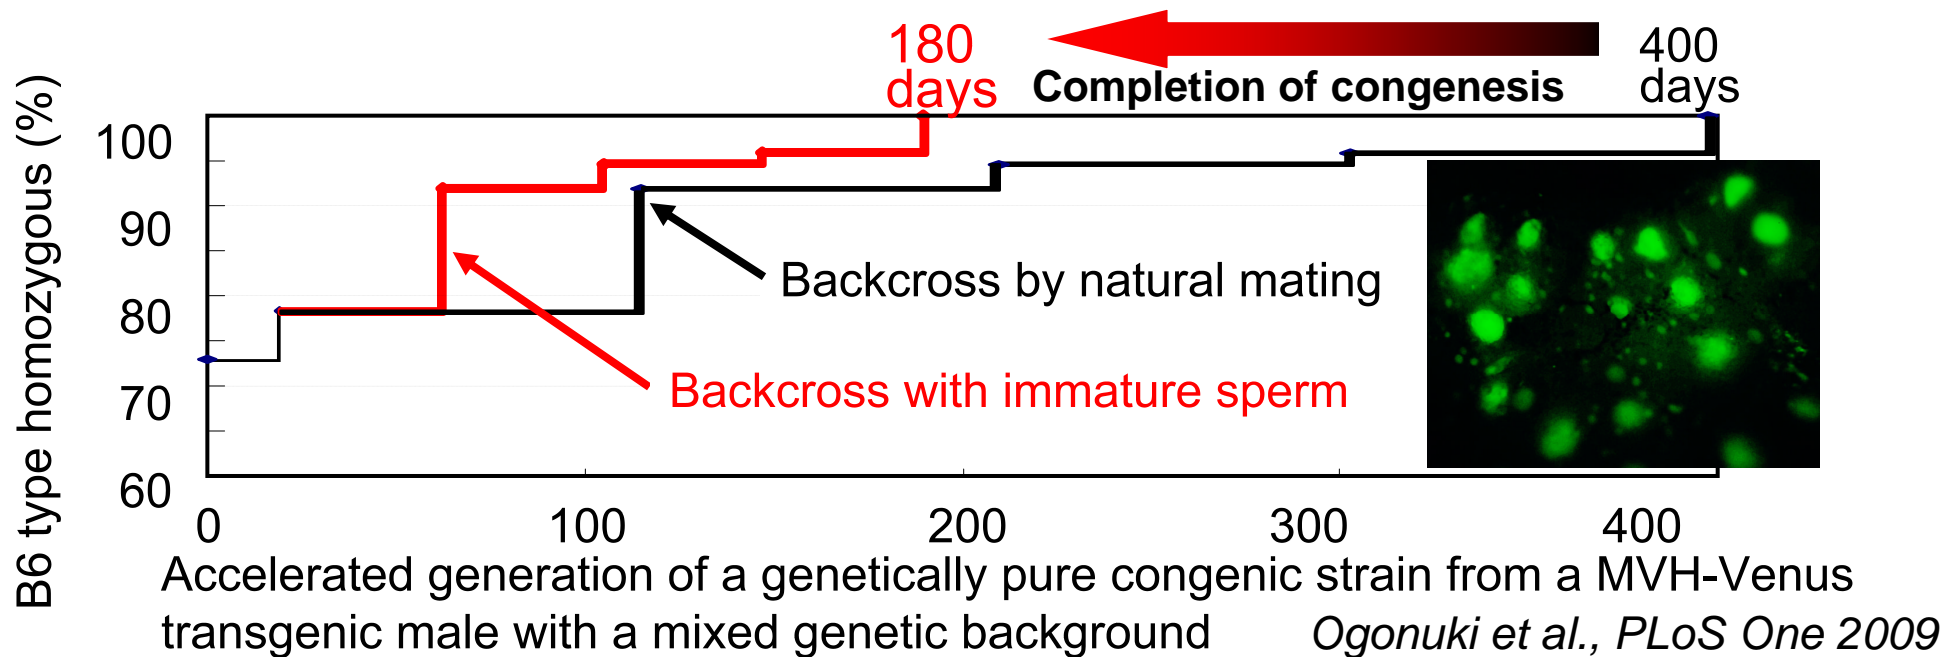 180
days
400
days
Completion of congenesis
B6 type homozygous (%)
100
90
80
70
60
Backcross by natural mating
Backcross with immature sperm
0 100 200 300 400
Accelerated generation of a genetically pure congenic strain from a MVH-Venus
transgenic male with a mixed genetic background Ogonuki et al., PLoS One 2009